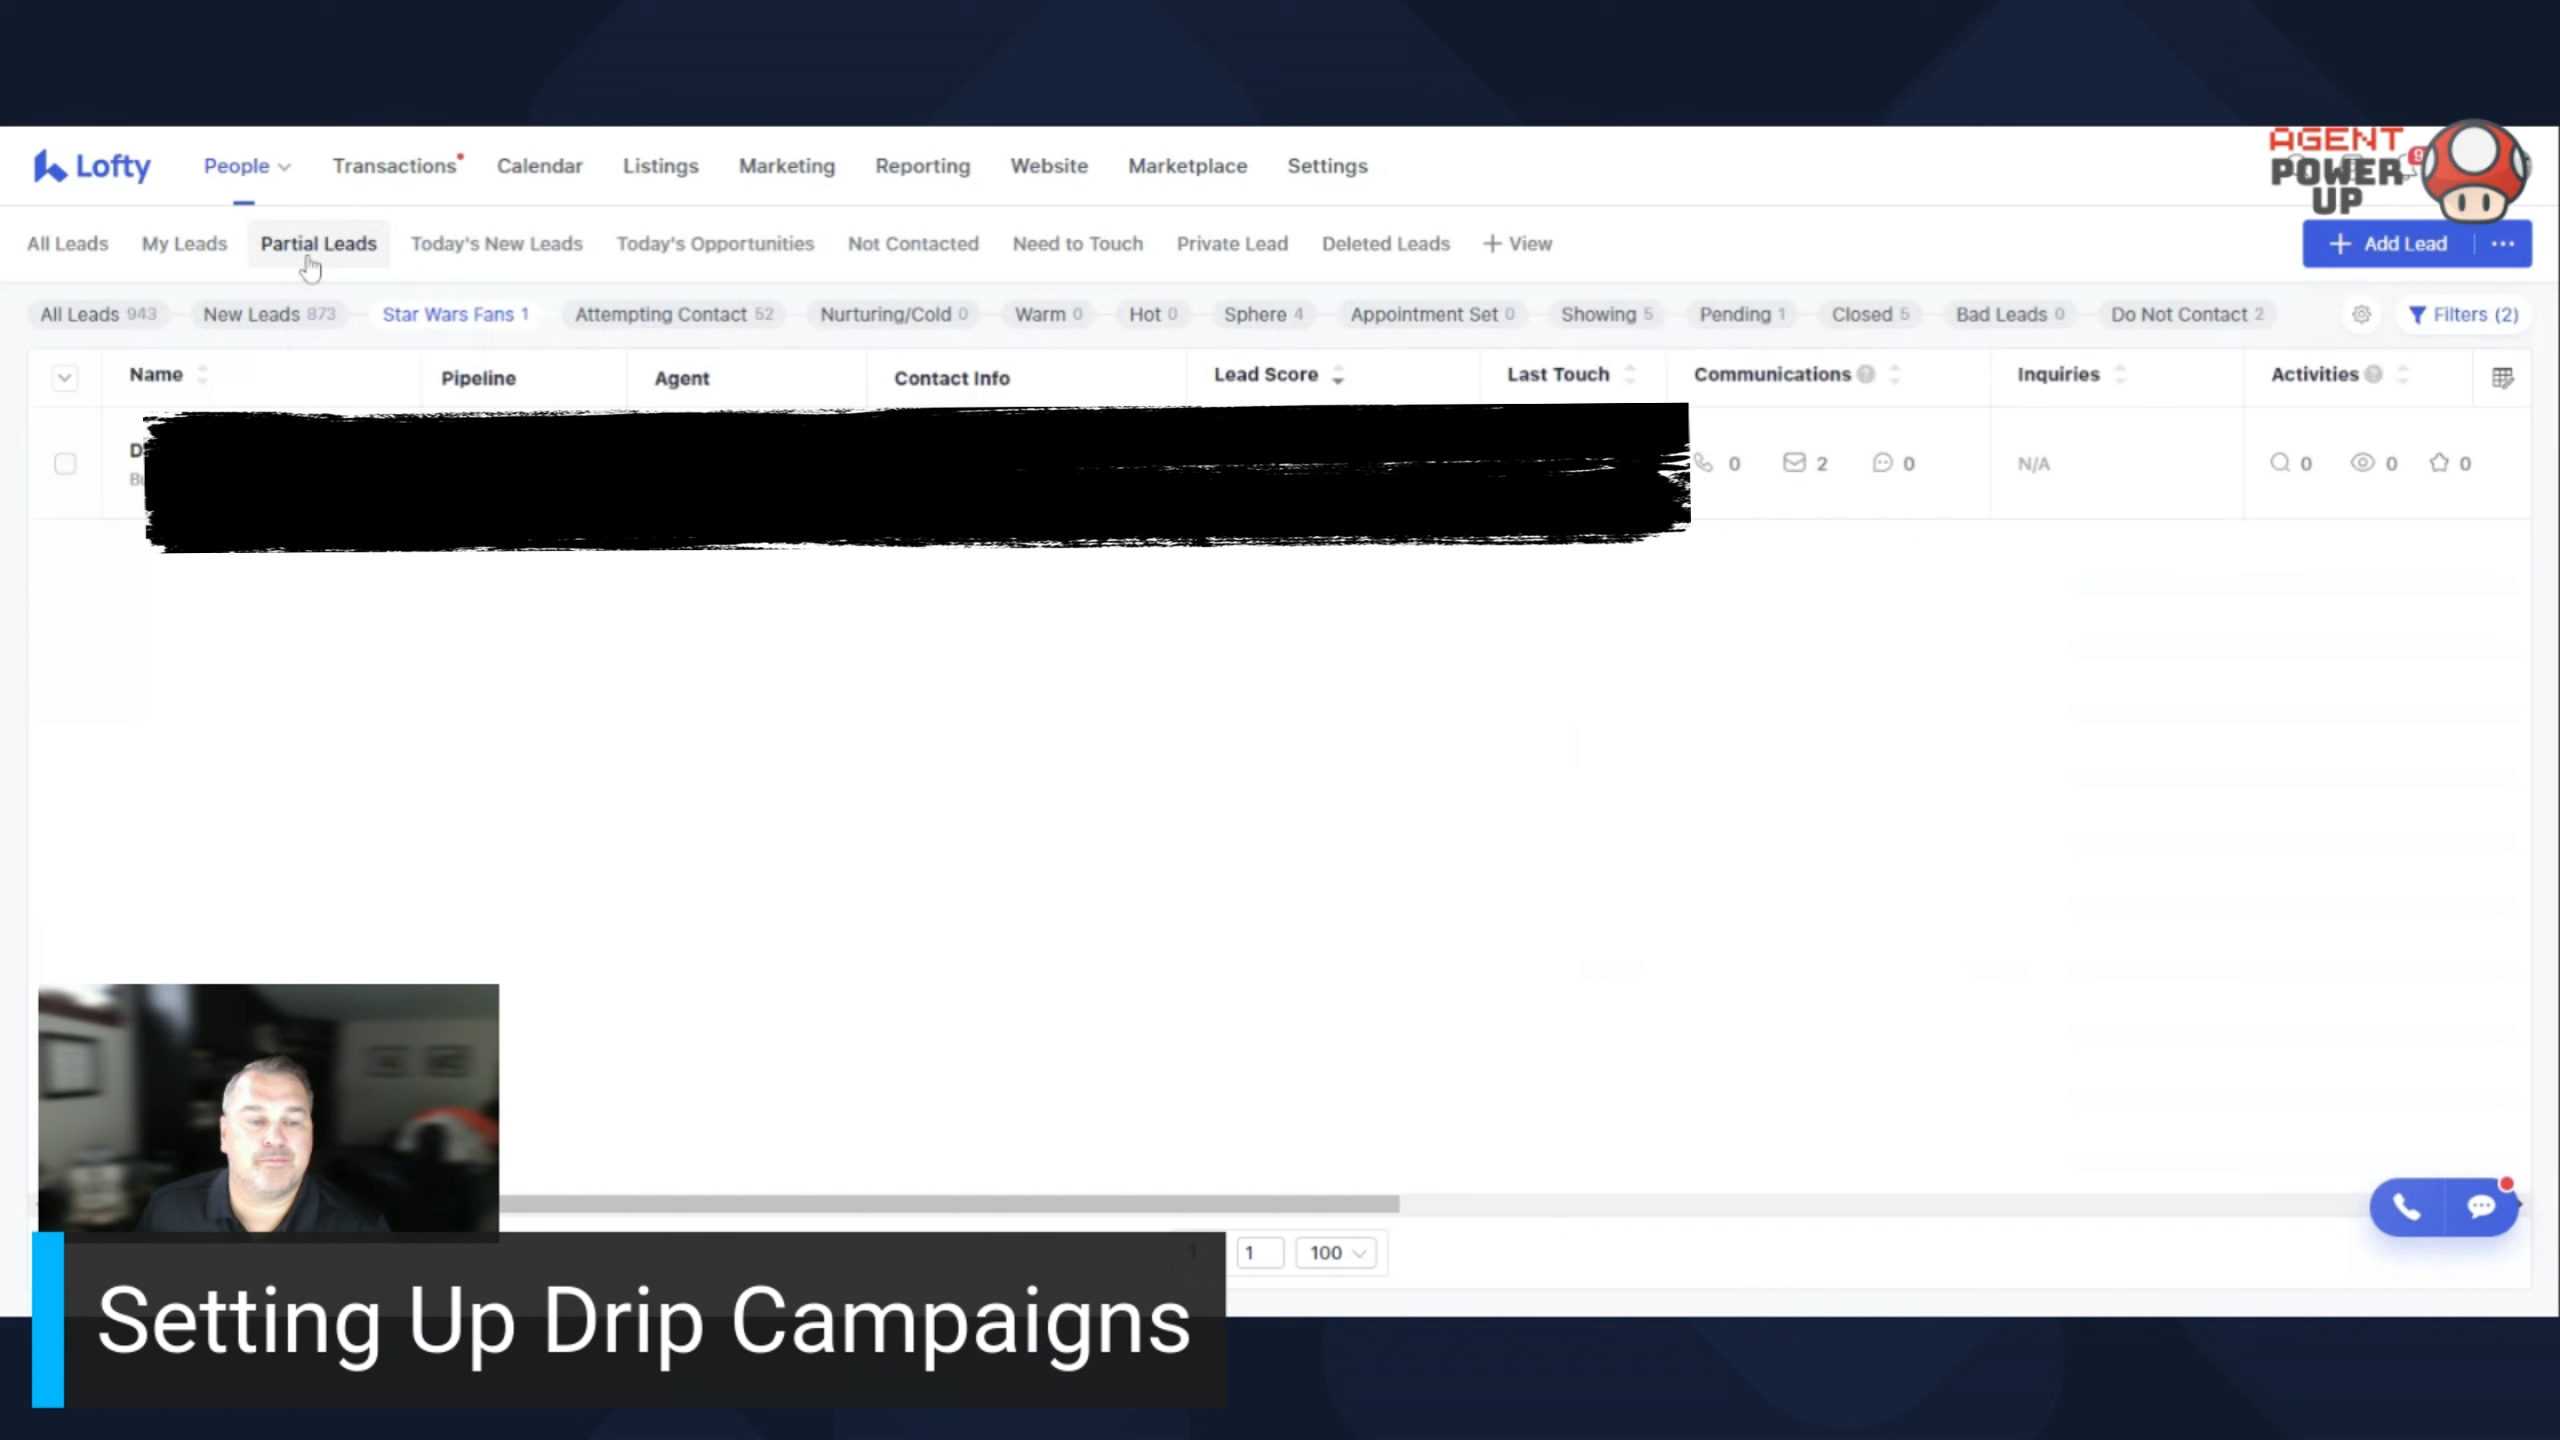 AGENT
POWER
UP
Lofty People Transactions Calendar Listings Marketing Reporting Website Marketplace Settings 9
All Leads My Leads Partial Leads Today's New Leads Today's Opportunities Not Contacted Need to Touch Private Lead Deleted Leads + View + Add Lead ...
All Leads 943 New Leads 873 Star Wars Fans 1 Attempting Contact 52 Nurturing/Cold 0 Warm 0 Hot 0 Sphere 4 Appointment Set 0 Showing 5 Pending 1 Closed 5 Bad Leads 0 Do Not Contact 2 Filters (2)
Name Pipeline Agent Contact Info Lead Score Last Touch Communications ? Inquiries Activities ?
0 2 0 N/A 0 0 0
1 1 100
Setting Up Drip Campaigns